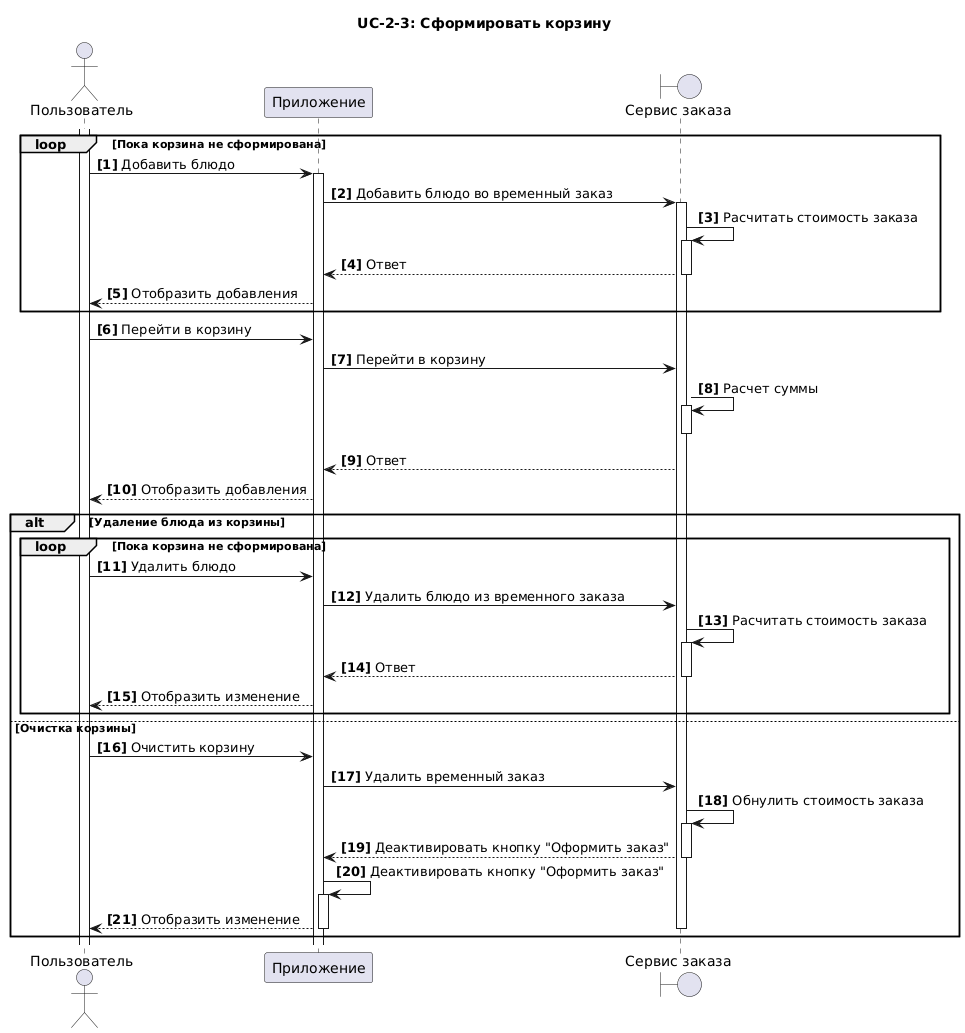 UC-2-3: Сформировать корзину
Пользователь
Приложение
Сервис заказа
loop
[Пока корзина не сформирована]
[1] Добавить блюдо
[2] Добавить блюдо во временный заказ
[3] Расчитать стоимость заказа
[4] Ответ
[5] Отобразить добавления
[6] Перейти в корзину
[7] Перейти в корзину
[8] Расчет суммы
[9] Ответ
[10] Отобразить добавления
alt
[Удаление блюда из корзины]
loop
[Пока корзина не сформирована]
[11] Удалить блюдо
[12] Удалить блюдо из временного заказа
[13] Расчитать стоимость заказа
[14] Ответ
[15] Отобразить изменение
[Очистка корзины]
[16] Очистить корзину
[17] Удалить временный заказ
[18] Обнулить стоимость заказа
[19] Деактивировать кнопку "Оформить заказ"
[20] Деактивировать кнопку "Оформить заказ"
[21] Отобразить изменение
Пользователь
Приложение
Сервис заказа